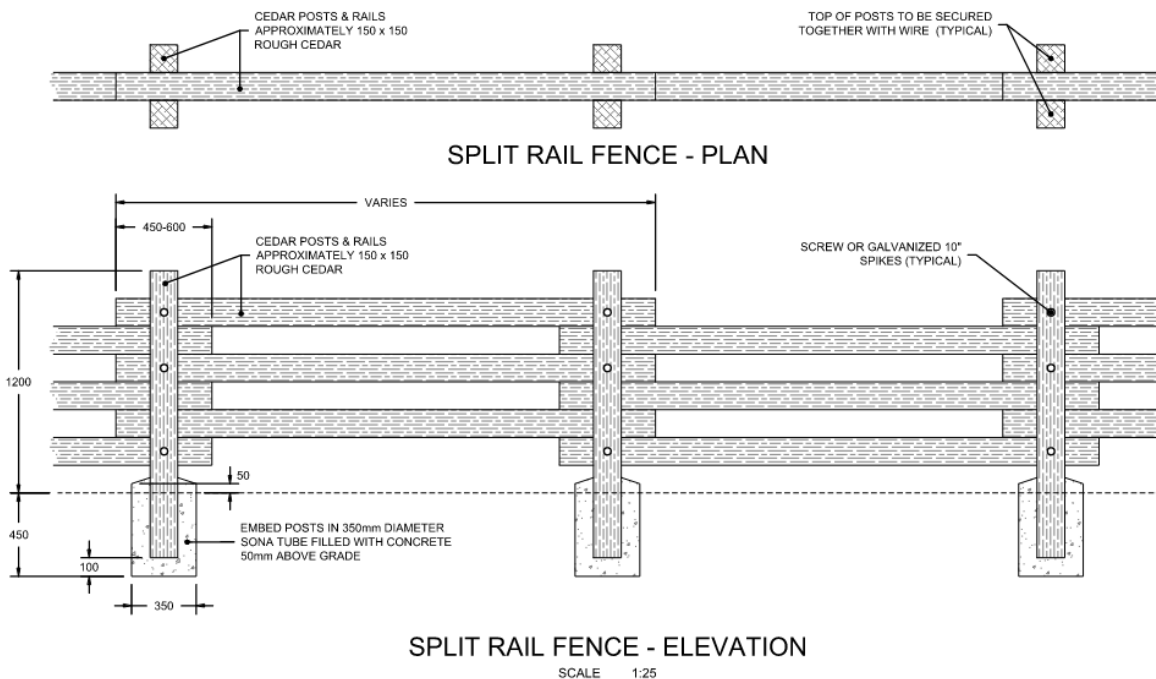 CEDAR POSTS & RAILS
APPROXIMATELY 150 x 150
ROUGH CEDAR
TOP OF POSTS TO BE SECURED
TOGETHER WITH WIRE (TYPICAL)
SPLIT RAIL FENCE - PLAN
VARIES
450-600
CEDAR POSTS & RAILS
APPROXIMATELY 150 x 150
ROUGH CEDAR
SCREW OR GALVANIZED 10"
SPIKES (TYPICAL)
1200
50
450
EMBED POSTS IN 350mm DIAMETER
SONA TUBE FILLED WITH CONCRETE
50mm ABOVE GRADE
100
350
SPLIT RAIL FENCE - ELEVATION
SCALE 1:25